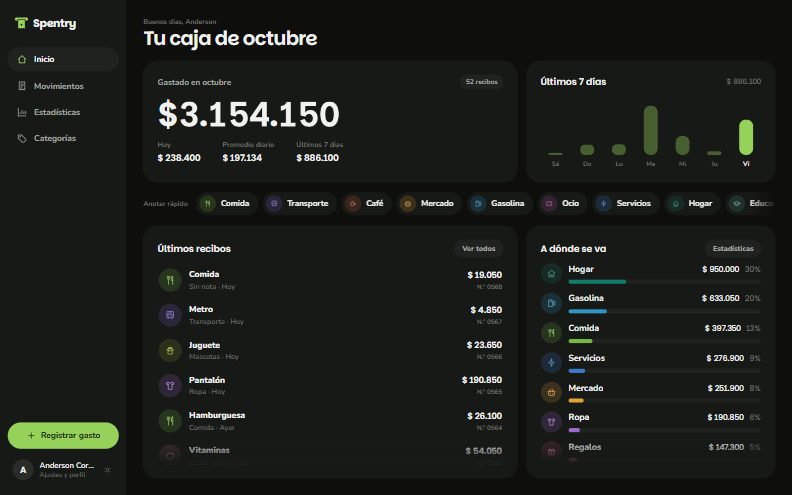 Spentry
Inicio
Movimientos
Estadísticas
Categorías
Registrar gasto
A
Anderson Cor...
Ajustes y perfil
Buenos días, Anderson
Tu caja de octubre
Gastado en octubre
52 recibos
$3.154.150
Hoy
Promedio diario
Últimos 7 días
$ 238.400
$ 197.134
$ 886.100
Últimos 7 días
$ 886.100
Sá
Do
Lu
Ma
Mi
Ju
Vi
Anotar rápido
Comida
Transporte
Café
Mercado
Gasolina
Ocio
Servicios
Hogar
Educa
Últimos recibos
Ver todos
Comida
$ 19.050
Sin nota · Hoy
N.º 0568
Metro
$ 4.850
Transporte · Hoy
N.º 0567
Juguete
$ 23.650
Mascotas · Hoy
N.º 0566
Pantalón
$ 190.850
Ropa · Hoy
N.º 0565
Hamburguesa
$ 26.100
Comida · Ayer
N.º 0564
Vitaminas
$ 54.050
A dónde se va
Estadísticas
Hogar
$ 950.000 30%
Gasolina
$ 633.050 20%
Comida
$ 397.350 13%
Servicios
$ 276.900 9%
Mercado
$ 251.900 8%
Ropa
$ 190.850 6%
Regalos
$ 147.300 5%